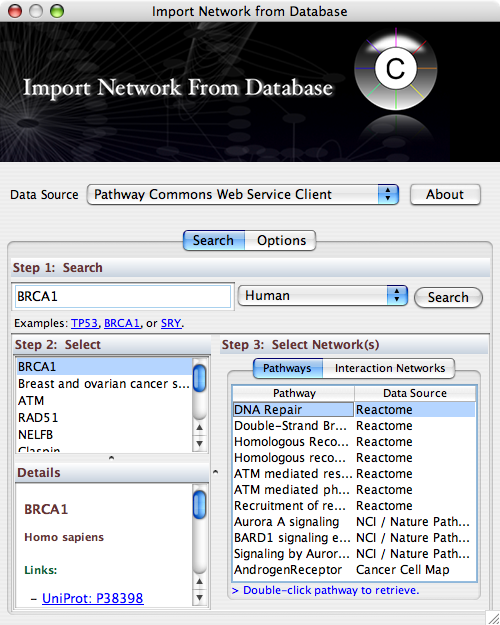 Import Network from Database
Import Network From Database
C
Data Source Pathway Commons Web Service Client About
Search Options
Step 1: Search
BRCA1 Human Search
Examples: TP53, BRCA1, or SRY.
Step 2: Select
BRCA1
Breast and ovarian cancer s...
ATM
RAD51
NELFB
Claspin
Details
BRCA1
Homo sapiens
Links:
- UniProt: P38398
Step 3: Select Network(s)
Pathways Interaction Networks
Pathway Data Source
DNA Repair Reactome
Double-Strand Br... Reactome
Homologous Reco... Reactome
Homologous reco... Reactome
ATM mediated res... Reactome
ATM mediated ph... Reactome
Recruitment of re... Reactome
Aurora A signaling NCI / Nature Path...
BARD1 signaling e... NCI / Nature Path...
Signaling by Auror... NCI / Nature Path...
AndrogenReceptor Cancer Cell Map
> Double-click pathway to retrieve.